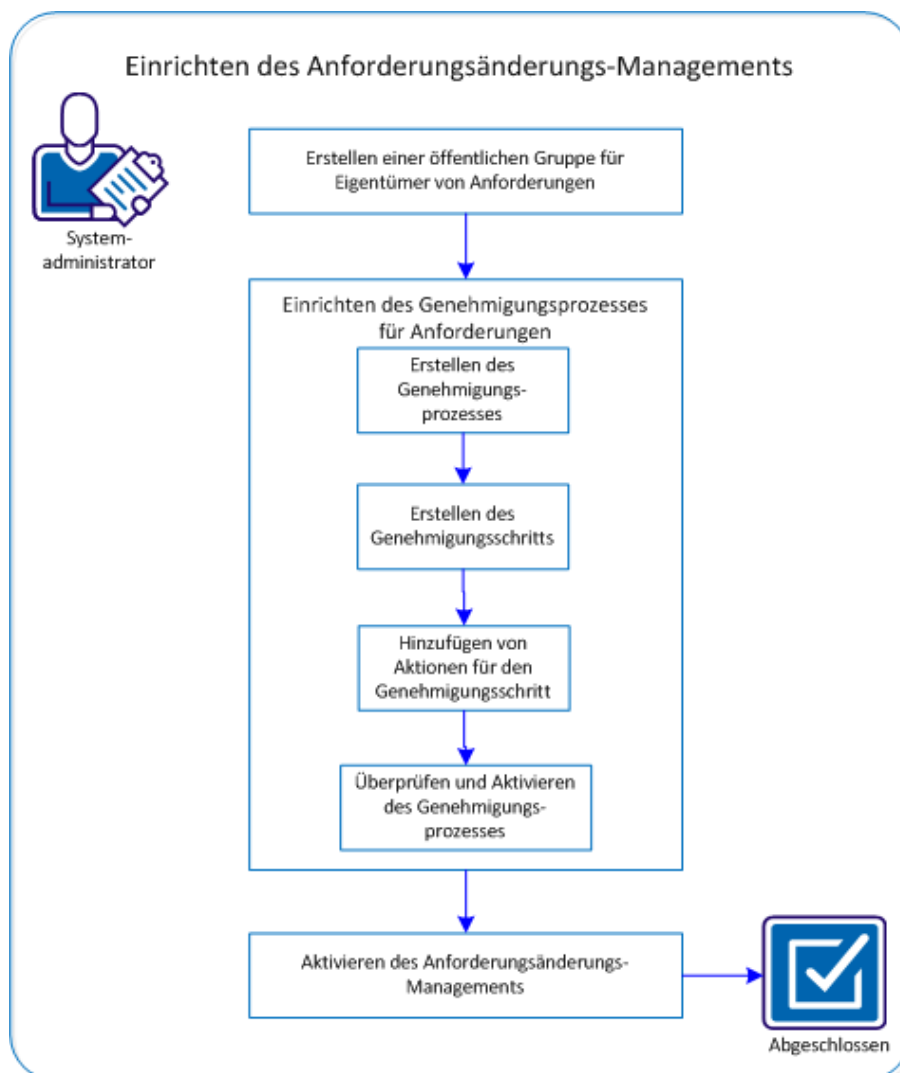 Einrichten des Anforderungsänderungs-Managements
System-
administrator
Erstellen einer öffentlichen Gruppe für
Eigentümer von Anforderungen
Einrichten des Genehmigungsprozesses
für Anforderungen
Erstellen des
Genehmigungs-
prozesses
Erstellen des
Genehmigungsschritts
Hinzufügen von
Aktionen für den
Genehmigungsschritt
Überprüfen und Aktivieren
des Genehmigungs-
prozesses
Aktivieren des Anforderungsänderungs-
Managements
Abgeschlossen